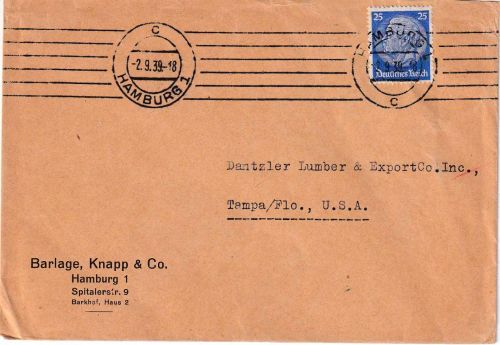 C
-2.9.39.-18
HAMBURG 1
25 25
Deutsches Reich
HAMBURG
C
Dantzler Lumber & ExportCo.Inc.,
Tampa/Flo., U.S.A.
Barlage, Knapp & Co.
Hamburg 1
Spitalerstr. 9
Barkhof, Haus 2